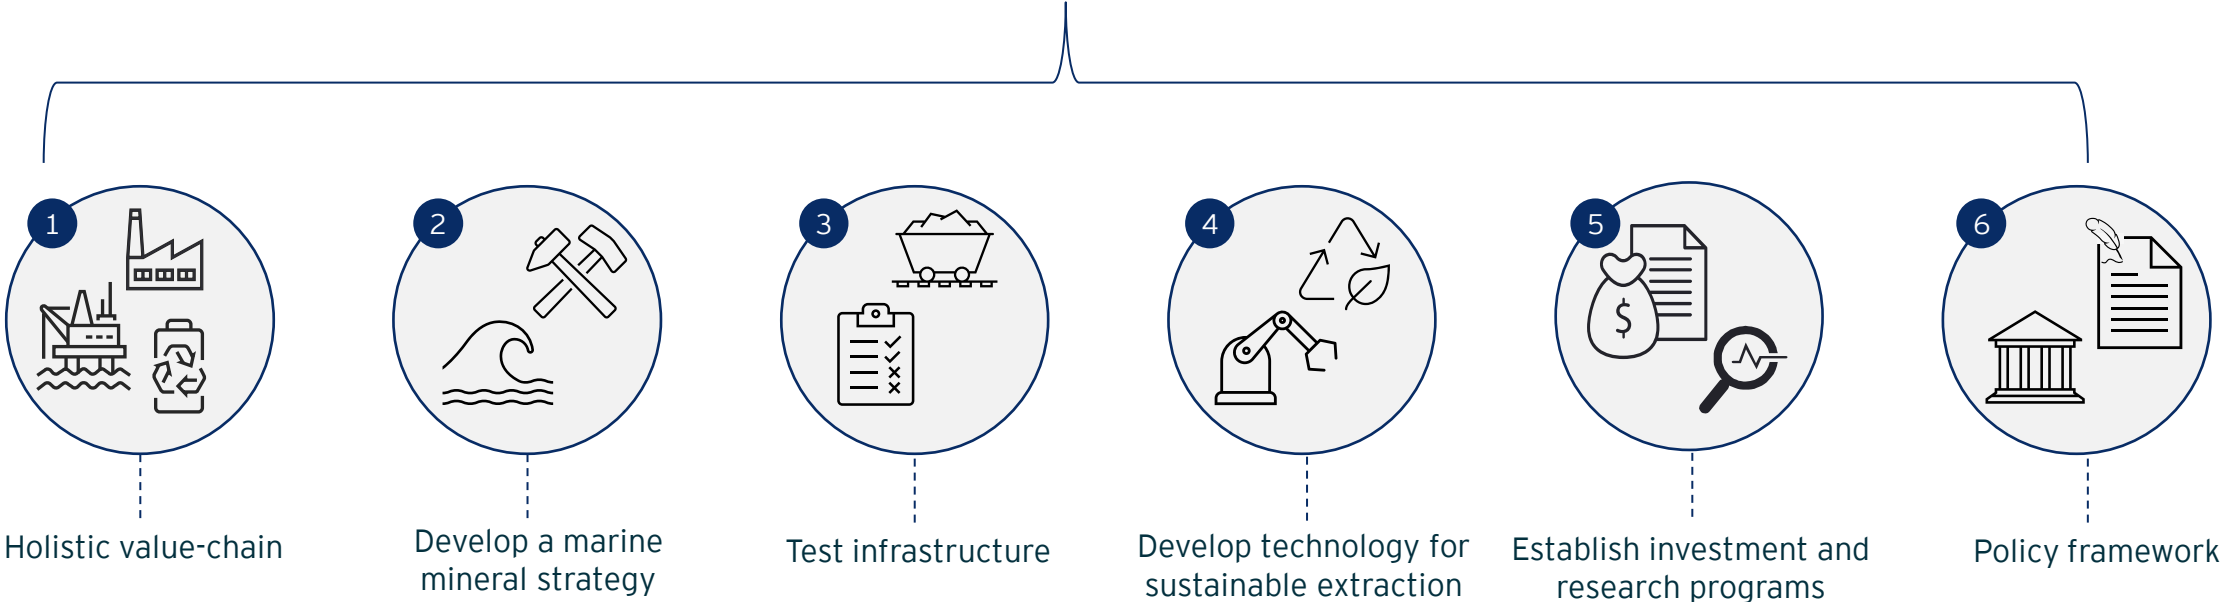 1
2
3
4
5
6
$
Holistic value-chain
Develop a marine
mineral strategy
Test infrastructure
Develop technology for
sustainable extraction
Establish investment and
research programs
Policy framework